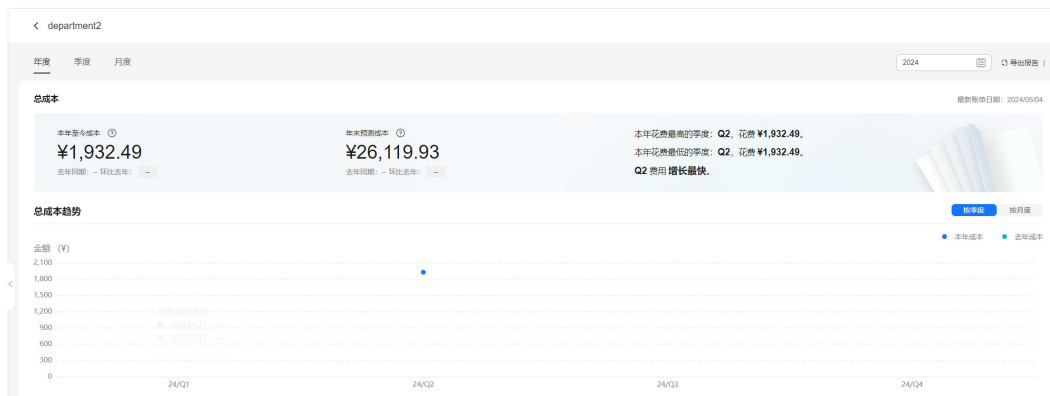 department2
年度 季度 月度
2024 导出报告
总成本
最新账单日期：2024/05/04
本年至今成本
¥1,932.49
去年同期：-- 环比去年：--
年末预测成本
¥26,119.93
去年同期：-- 环比去年：--
本年花费最高的季度：Q2，花费 ¥1,932.49。
本年花费最低的季度：Q2，花费 ¥1,932.49。
Q2 费用 增长最快。
总成本趋势
按季度 按月度
本年成本 去年成本
金额（¥）
2,100
1,800
1,500
1,200
900
600
300
0
2024/Q1 --
2023/Q1 --
24/Q1 24/Q2 24/Q3 24/Q4